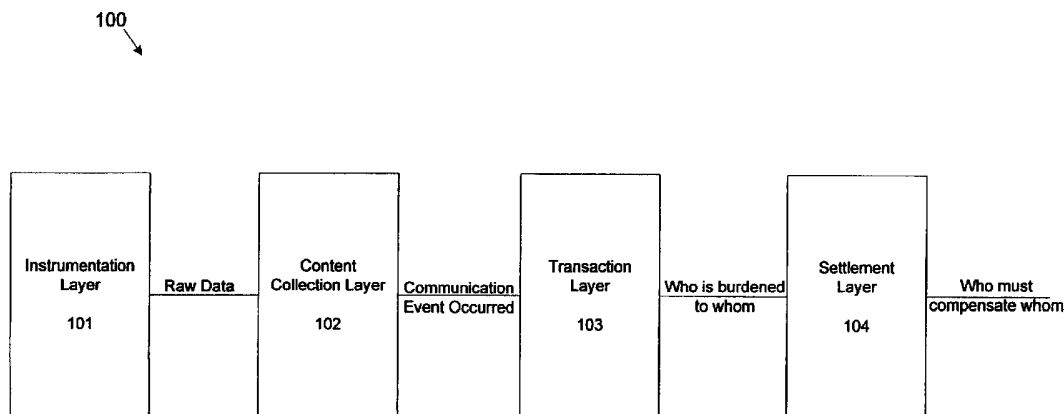 100
Instrumentation
Layer
101
Raw Data
Content
Collection Layer
102
Communication
Event Occurred
Transaction
Layer
103
Who is burdened
to whom
Settlement
Layer
104
Who must
compensate whom